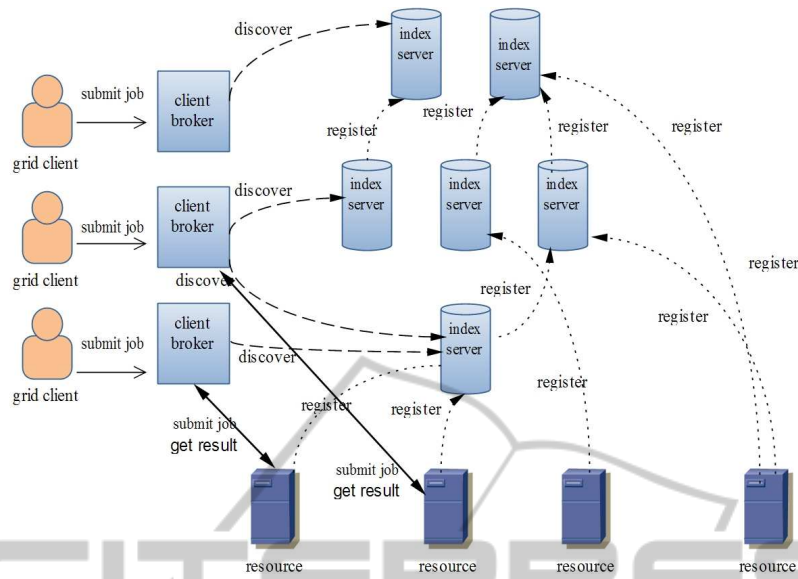 discover
index
server
index
server
submit job
client
broker
grid client
register
register
register
register
discover
index
server
index
server
index
server
submit job
client
broker
grid client
discover
register
register
register
submit job
client
broker
discover
index
server
grid client
register
register
register
submit job
get result
submit job
get result
resource
resource
resource
resource